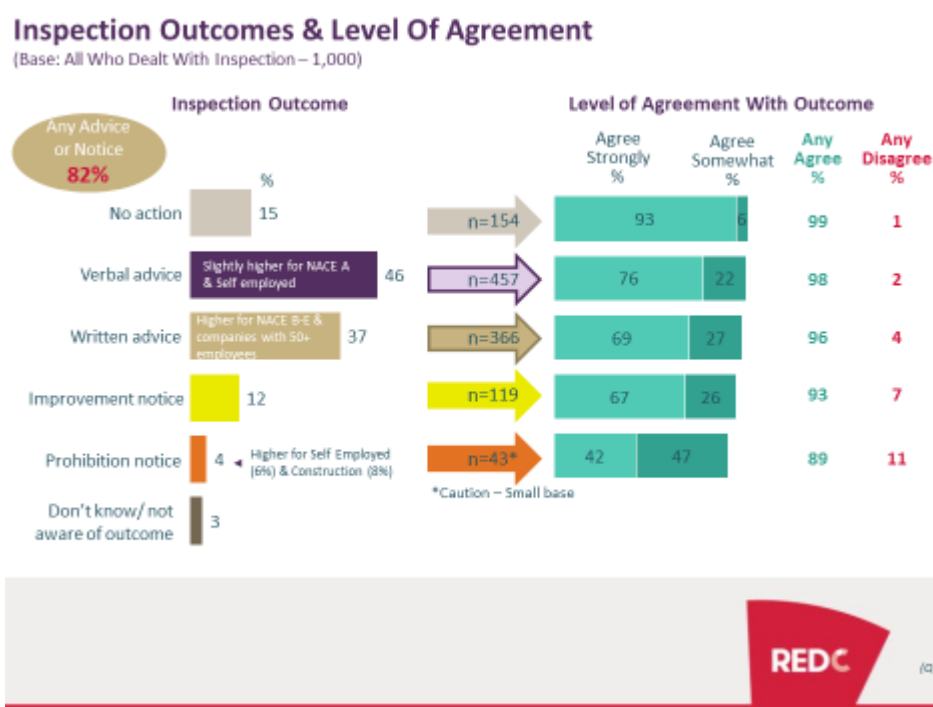 Inspection Outcomes & Level Of Agreement
(Base: All Who Dealt With Inspection – 1,000)
Inspection Outcome
Level of Agreement With Outcome
Any Advice
or Notice
82%
%
Agree
Strongly
%
Agree
Somewhat
%
Any
Agree
%
Any
Disagree
%
No action
15
n=154
93
6
99
1
Verbal advice
Slightly higher for NACE A
& Self employed
46
n=457
76
22
98
2
Written advice
Higher for NACE B-E &
companies with 50+
employees
37
n=366
69
27
96
4
Improvement notice
12
n=119
67
26
93
7
Prohibition notice
4
Higher for Self Employed
(6%) & Construction (8%)
n=43*
42
47
89
11
*Caution – Small base
Don't know/ not
aware of outcome
3
REDC